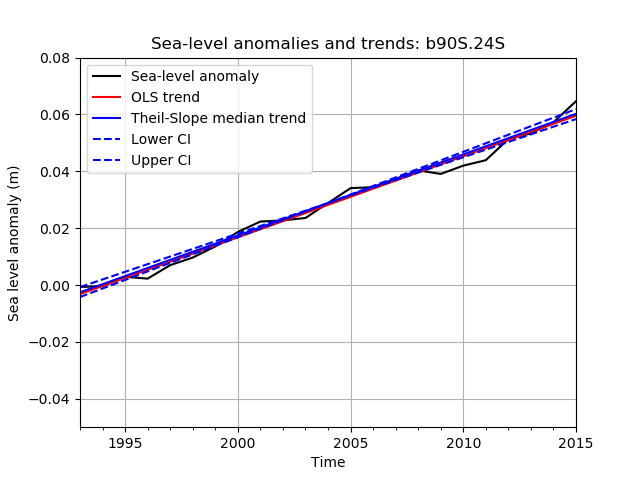 Sea-level anomalies and trends: b90S.24S
0.08
0.06
0.04
0.02
0.00
−0.02
−0.04
Sea level anomaly (m)
Sea-level anomaly
OLS trend
Theil-Slope median trend
Lower CI
Upper CI
1995 2000 2005 2010 2015
Time